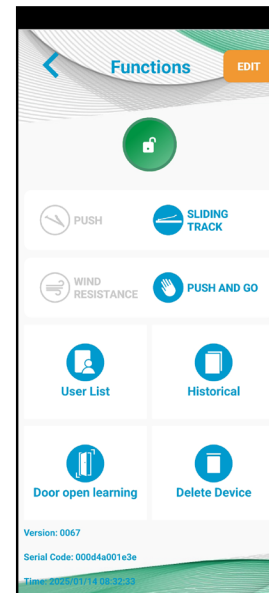 Functions
EDIT
PUSH
SLIDING
TRACK
WIND
RESISTANCE
PUSH AND GO
User List
Historical
Door open learning
Delete Device
Version: 0067
Serial Code: 000d4a001e3e
Time: 2025/01/14 08:32:33